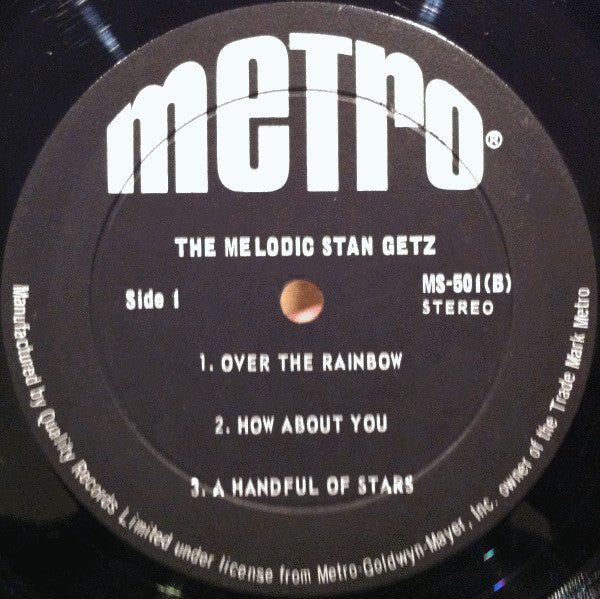 meTro®
THE MELODIC STAN GETZ
Side 1
MS-501(B)
STEREO
1. OVER THE RAINBOW
2. HOW ABOUT YOU
3. A HANDFUL OF STARS
Manufactured by Quality Records Limited under license from Metro-Goldwyn-Mayer, Inc. owner of the Trade Mark Metro